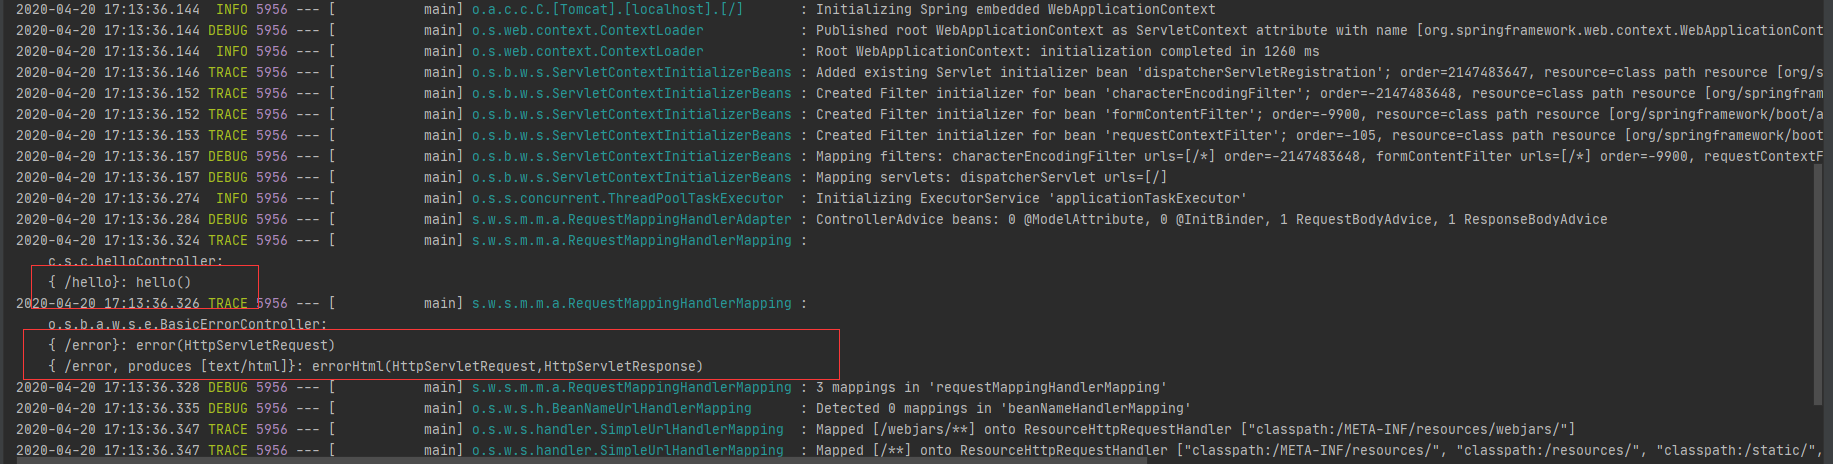 2020-04-20 17:13:36.144  INFO 5956 --- [           main] o.a.c.c.C.[Tomcat].[localhost].[/]       : Initializing Spring embedded WebApplicationContext
2020-04-20 17:13:36.144 DEBUG 5956 --- [           main] o.s.web.context.ContextLoader            : Published root WebApplicationContext as ServletContext attribute with name [org.springframework.web.context.WebApplicationCont
2020-04-20 17:13:36.144  INFO 5956 --- [           main] o.s.web.context.ContextLoader            : Root WebApplicationContext: initialization completed in 1260 ms
2020-04-20 17:13:36.146 TRACE 5956 --- [           main] o.s.b.w.s.ServletContextInitializerBeans : Added existing Servlet initializer bean 'dispatcherServletRegistration'; order=2147483647, resource=class path resource [org/s
2020-04-20 17:13:36.152 TRACE 5956 --- [           main] o.s.b.w.s.ServletContextInitializerBeans : Created Filter initializer for bean 'characterEncodingFilter'; order=-2147483648, resource=class path resource [org/springfram
2020-04-20 17:13:36.152 TRACE 5956 --- [           main] o.s.b.w.s.ServletContextInitializerBeans : Created Filter initializer for bean 'formContentFilter'; order=-9900, resource=class path resource [org/springframework/boot/a
2020-04-20 17:13:36.153 TRACE 5956 --- [           main] o.s.b.w.s.ServletContextInitializerBeans : Created Filter initializer for bean 'requestContextFilter'; order=-105, resource=class path resource [org/springframework/boot
2020-04-20 17:13:36.157 DEBUG 5956 --- [           main] o.s.b.w.s.ServletContextInitializerBeans : Mapping filters: characterEncodingFilter urls=[/*] order=-2147483648, formContentFilter urls=[/*] order=-9900, requestContextF
2020-04-20 17:13:36.157 DEBUG 5956 --- [           main] o.s.b.w.s.ServletContextInitializerBeans : Mapping servlets: dispatcherServlet urls=[/]
2020-04-20 17:13:36.274  INFO 5956 --- [           main] o.s.s.concurrent.ThreadPoolTaskExecutor  : Initializing ExecutorService 'applicationTaskExecutor'
2020-04-20 17:13:36.284 DEBUG 5956 --- [           main] s.w.s.m.m.a.RequestMappingHandlerAdapter : ControllerAdvice beans: 0 @ModelAttribute, 0 @InitBinder, 1 RequestBodyAdvice, 1 ResponseBodyAdvice
2020-04-20 17:13:36.324 TRACE 5956 --- [           main] s.w.s.m.m.a.RequestMappingHandlerMapping :
c.s.c.helloController:
{ /hello}: hello()
2020-04-20 17:13:36.326 TRACE 5956 --- [           main] s.w.s.m.m.a.RequestMappingHandlerMapping :
o.s.b.a.w.s.e.BasicErrorController:
{ /error}: error(HttpServletRequest)
{ /error, produces [text/html]}: errorHtml(HttpServletRequest,HttpServletResponse)
2020-04-20 17:13:36.328 DEBUG 5956 --- [           main] s.w.s.m.m.a.RequestMappingHandlerMapping : 3 mappings in 'requestMappingHandlerMapping'
2020-04-20 17:13:36.335 DEBUG 5956 --- [           main] o.s.w.s.h.BeanNameUrlHandlerMapping      : Detected 0 mappings in 'beanNameHandlerMapping'
2020-04-20 17:13:36.347 TRACE 5956 --- [           main] o.s.w.s.handler.SimpleUrlHandlerMapping  : Mapped [/webjars/**] onto ResourceHttpRequestHandler ["classpath:/META-INF/resources/webjars/"]
2020-04-20 17:13:36.347 TRACE 5956 --- [           main] o.s.w.s.handler.SimpleUrlHandlerMapping  : Mapped [/**] onto ResourceHttpRequestHandler ["classpath:/META-INF/resources/", "classpath:/resources/", "classpath:/static/",